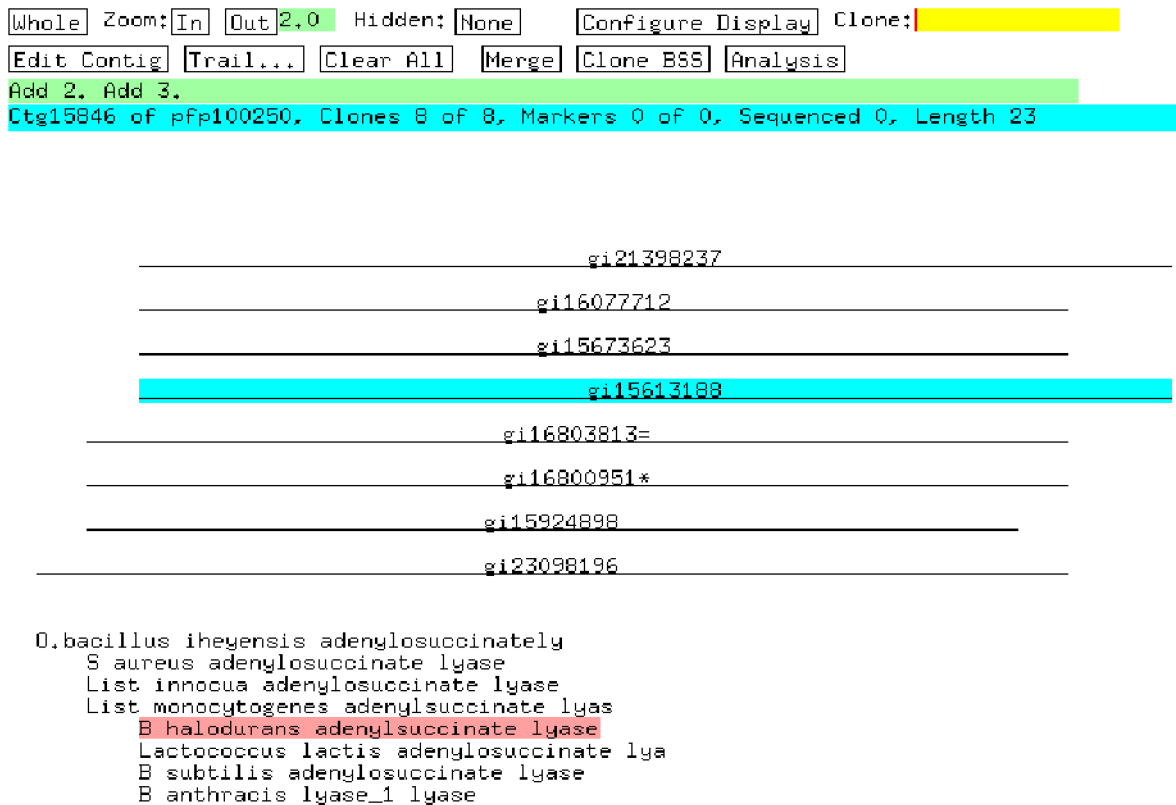 Whole Zoom: In Out 2.0 Hidden: None Configure Display Clone:
Edit Contig Trail... Clear All Merge Clone BSS Analysis
Add 2. Add 3.
Ctg15846 of pfp100250, Clones 8 of 8, Markers 0 of 0, Sequenced 0, Length 23
gi21398237
gi16077712
gi15673623
gi15613188
gi16803813=
gi16800951*
gi15924898
gi23098196
O.bacillus iheyensis adenylosuccinately
S aureus adenylosuccinate lyase
List innocua adenylosuccinate lyase
List monocytogenes adenylsuccinate lyas
B halodurans adenylsuccinate lyase
Lactococcus lactis adenylosuccinate lya
B subtilis adenylosuccinate lyase
B anthracis lyase_1 lyase